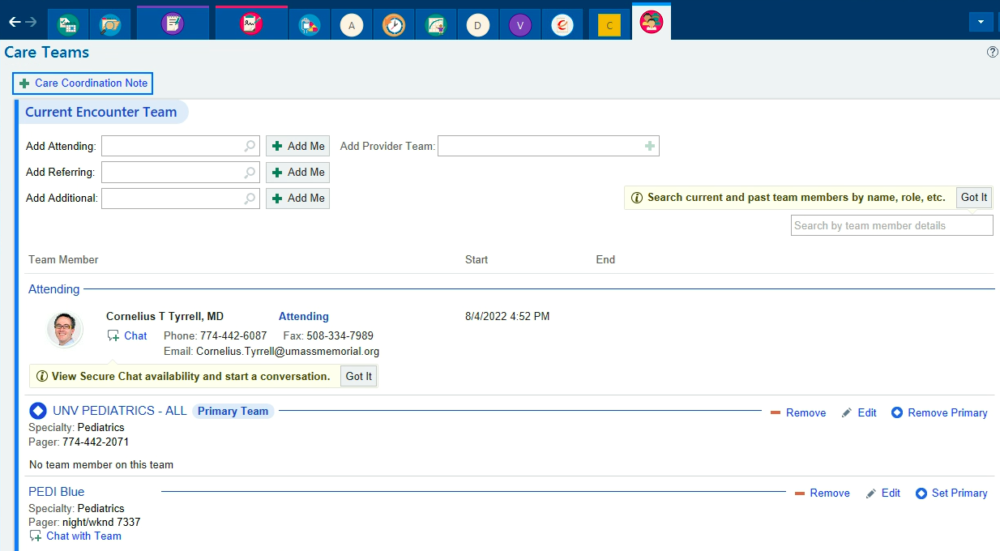 A
D
V
e
C
Care Teams
?
Care Coordination Note
Current Encounter Team
Add Attending: Add Me Add Provider Team:
Add Referring: Add Me
Add Additional: Add Me
Search current and past team members by name, role, etc. Got It
Search by team member details
Team Member Start End
Attending
Cornelius T Tyrrell, MD Attending 8/4/2022 4:52 PM
Chat Phone: 774-442-6087 Fax: 508-334-7989
Email: Cornelius.Tyrrell@umassmemorial.org
View Secure Chat availability and start a conversation. Got It
UNV PEDIATRICS - ALL Primary Team Remove Edit Remove Primary
Specialty: Pediatrics
Pager: 774-442-2071
No team member on this team
PEDI Blue Remove Edit Set Primary
Specialty: Pediatrics
Pager: night/wknd 7337
Chat with Team